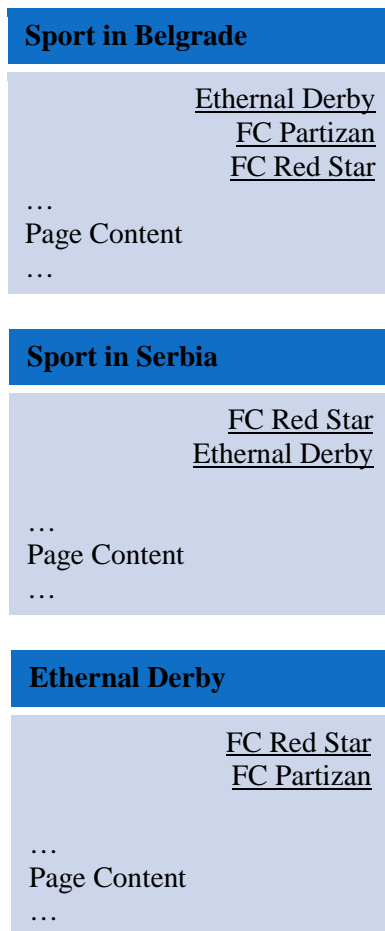 Sport in Belgrade
Ethernal Derby
FC Partizan
FC Red Star
…
Page Content
…
Sport in Serbia
FC Red Star
Ethernal Derby
…
Page Content
…
Ethernal Derby
FC Red Star
FC Partizan
…
Page Content
…